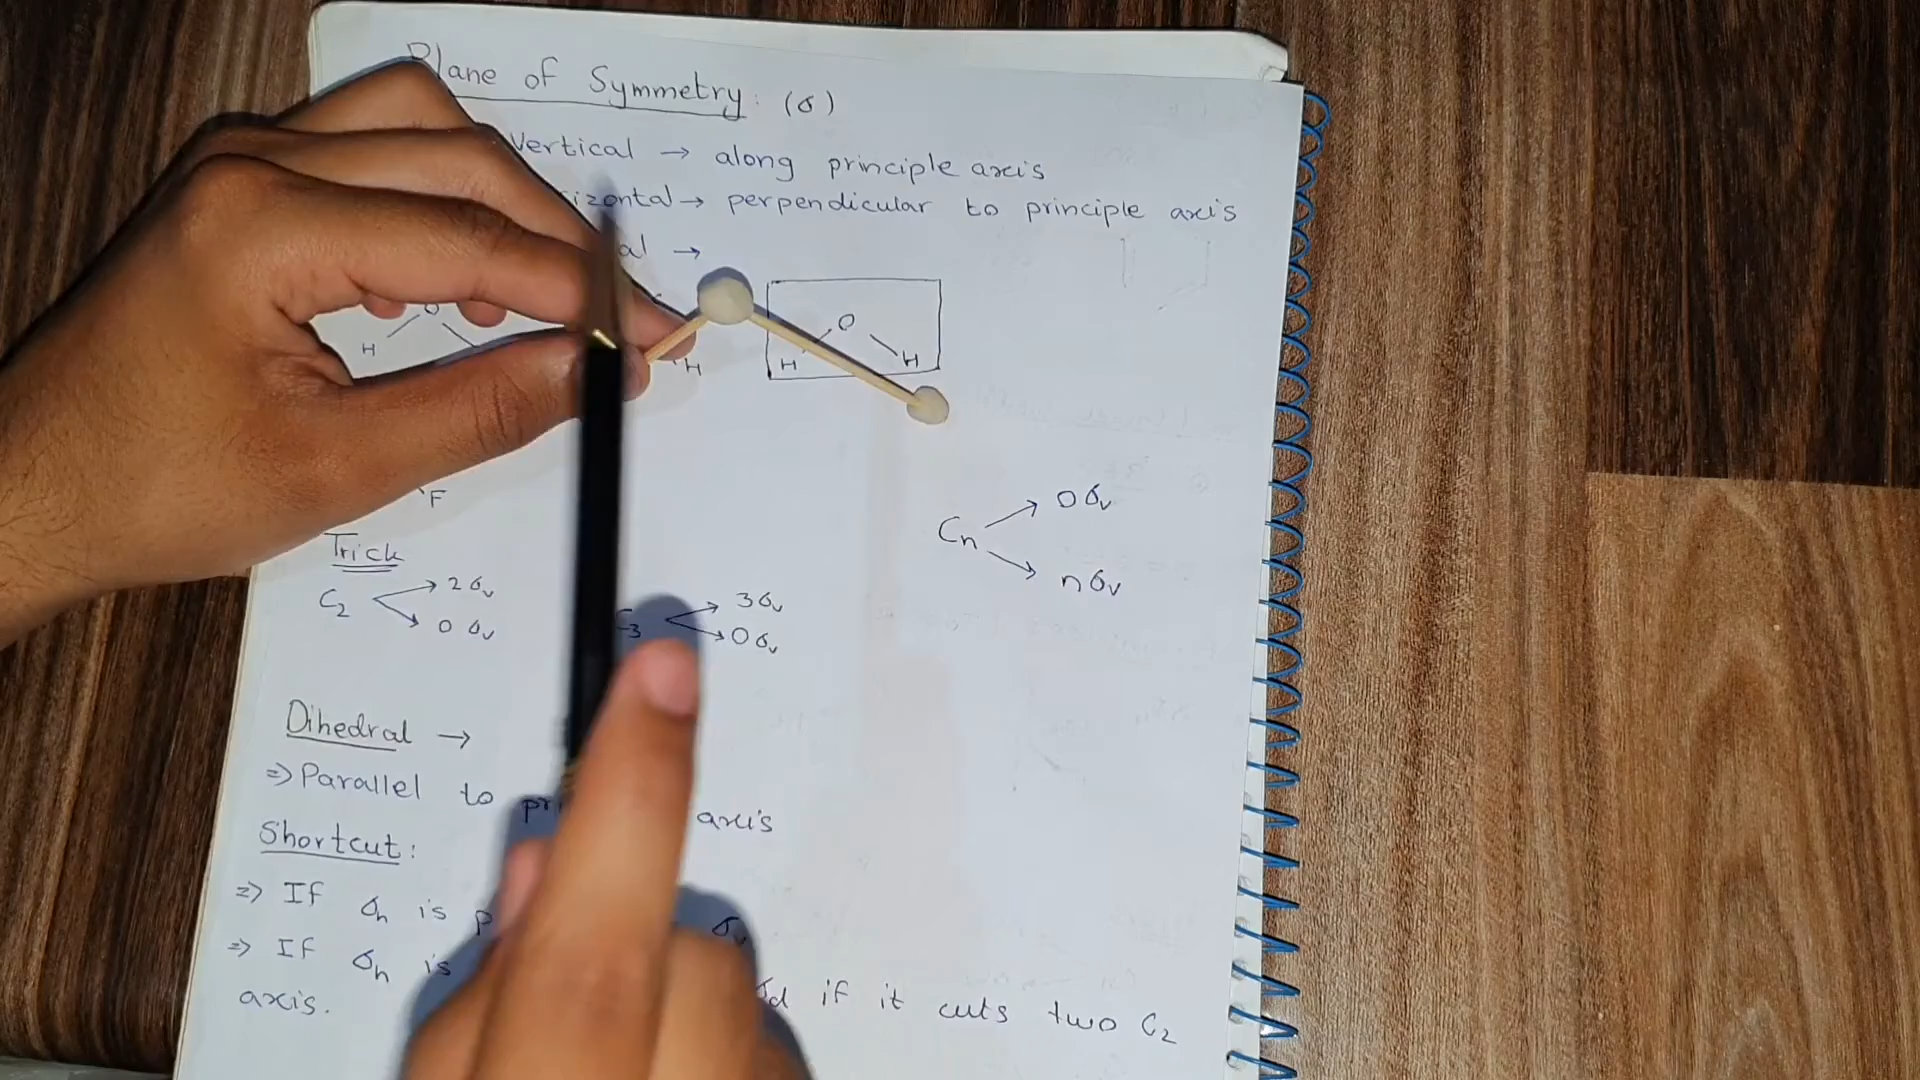 Plane of Symmetry: (σ)
Vertical → along principle axis
→ perpendicular to principle axis
→
O
H H
O
H H
F
Trick
C2 → 2σv
→ 0σv
→ 3σv
→ 0σv
Cn → 0σv
→ nσv
Dihedral →
⇒ Parallel to axis
Shortcut:
⇒ If σh is σv
⇒ If σh is if it cuts two C2
axis.